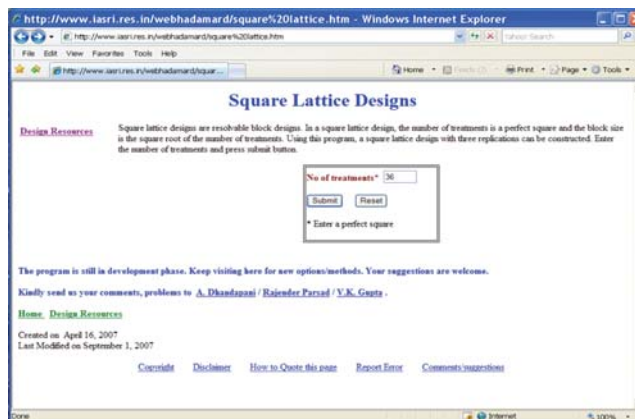 http://www.iasri.res.in/webhadamard/square%20lattice.htm - Windows Internet Explorer
http://www.iasri.res.in/webhadamard/square%20lattice.htm
Yahoo! Search
File Edit View Favorites Tools Help
http://www.iasri.res.in/webhadamard/squar...
Home Print Page Tools
Square Lattice Designs
Design Resources
Square lattice designs are resolvable block designs. In a square lattice design, the number of treatments is a perfect square and the block size
is the square root of the number of treatments. Using this program, a square lattice design with three replications can be constructed. Enter
the number of treatments and press submit button.
No of treatments* 36
Submit Reset
* Enter a perfect square
The program is still in development phase. Keep visiting here for new options/methods. Your suggestions are welcome.
Kindly send us your comments, problems to A. Dhandapani / Rajender Parsad / V.K. Gupta .
Home Design Resources
Created on April 16, 2007
Last Modified on September 1, 2007
Copyright Disclaimer How to Quote this page Report Error Comments/suggestions
Done Internet 100%